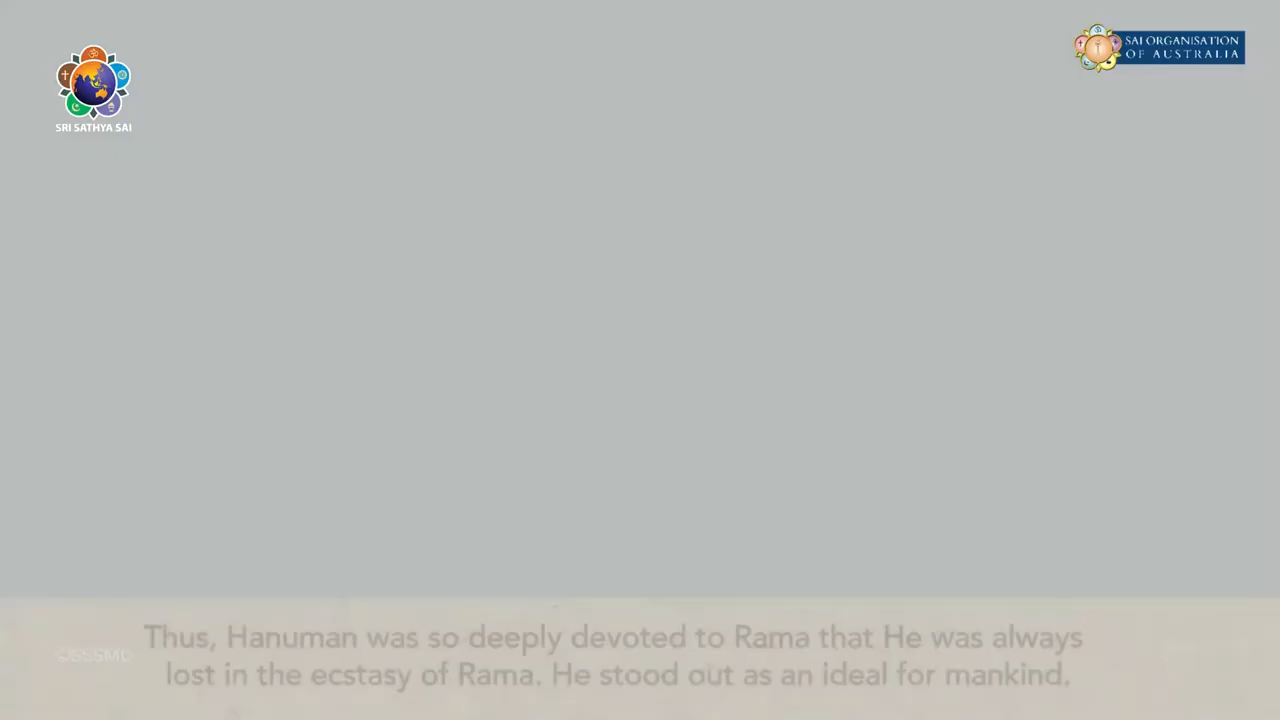 SRI SATHYA SAI
SAI ORGANISATION
OF AUSTRALIA
Thus, Hanuman was so deeply devoted to Rama that He was always
lost in the ecstasy of Rama. He stood out as an ideal for mankind.